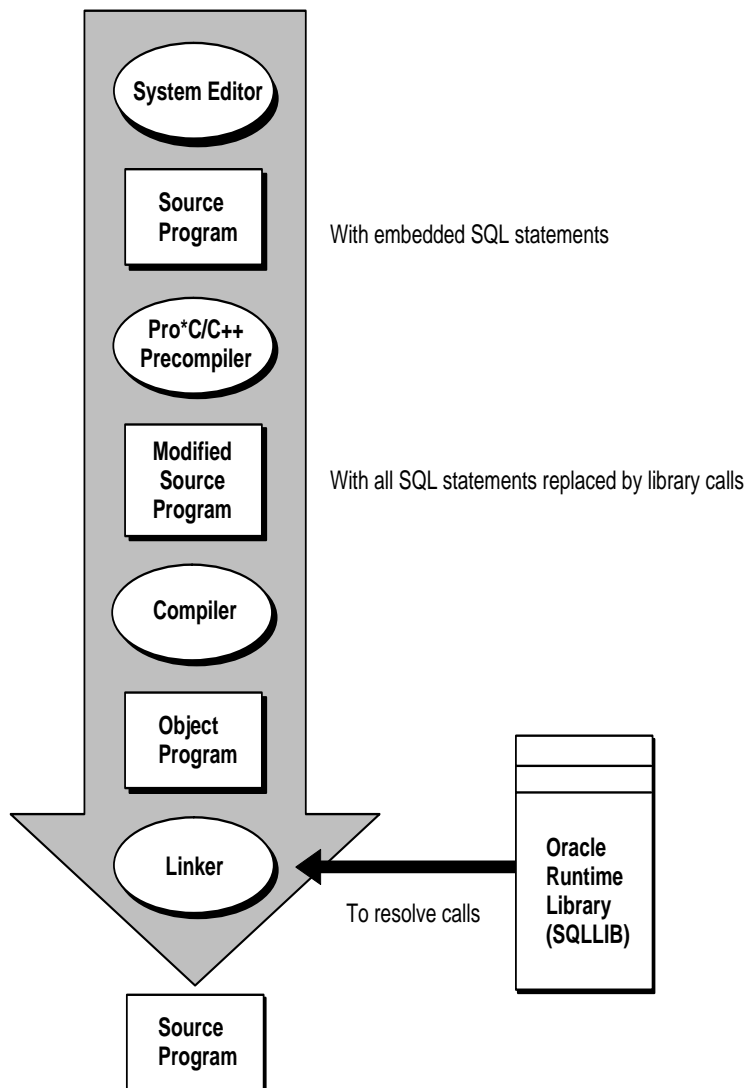 System Editor
Source
Program
With embedded SQL statements
Pro*C/C++
Precompiler
Modified
Source
Program
With all SQL statements replaced by library calls
Compiler
Object
Program
Linker
To resolve calls
Oracle
Runtime
Library
(SQLLIB)
Source
Program